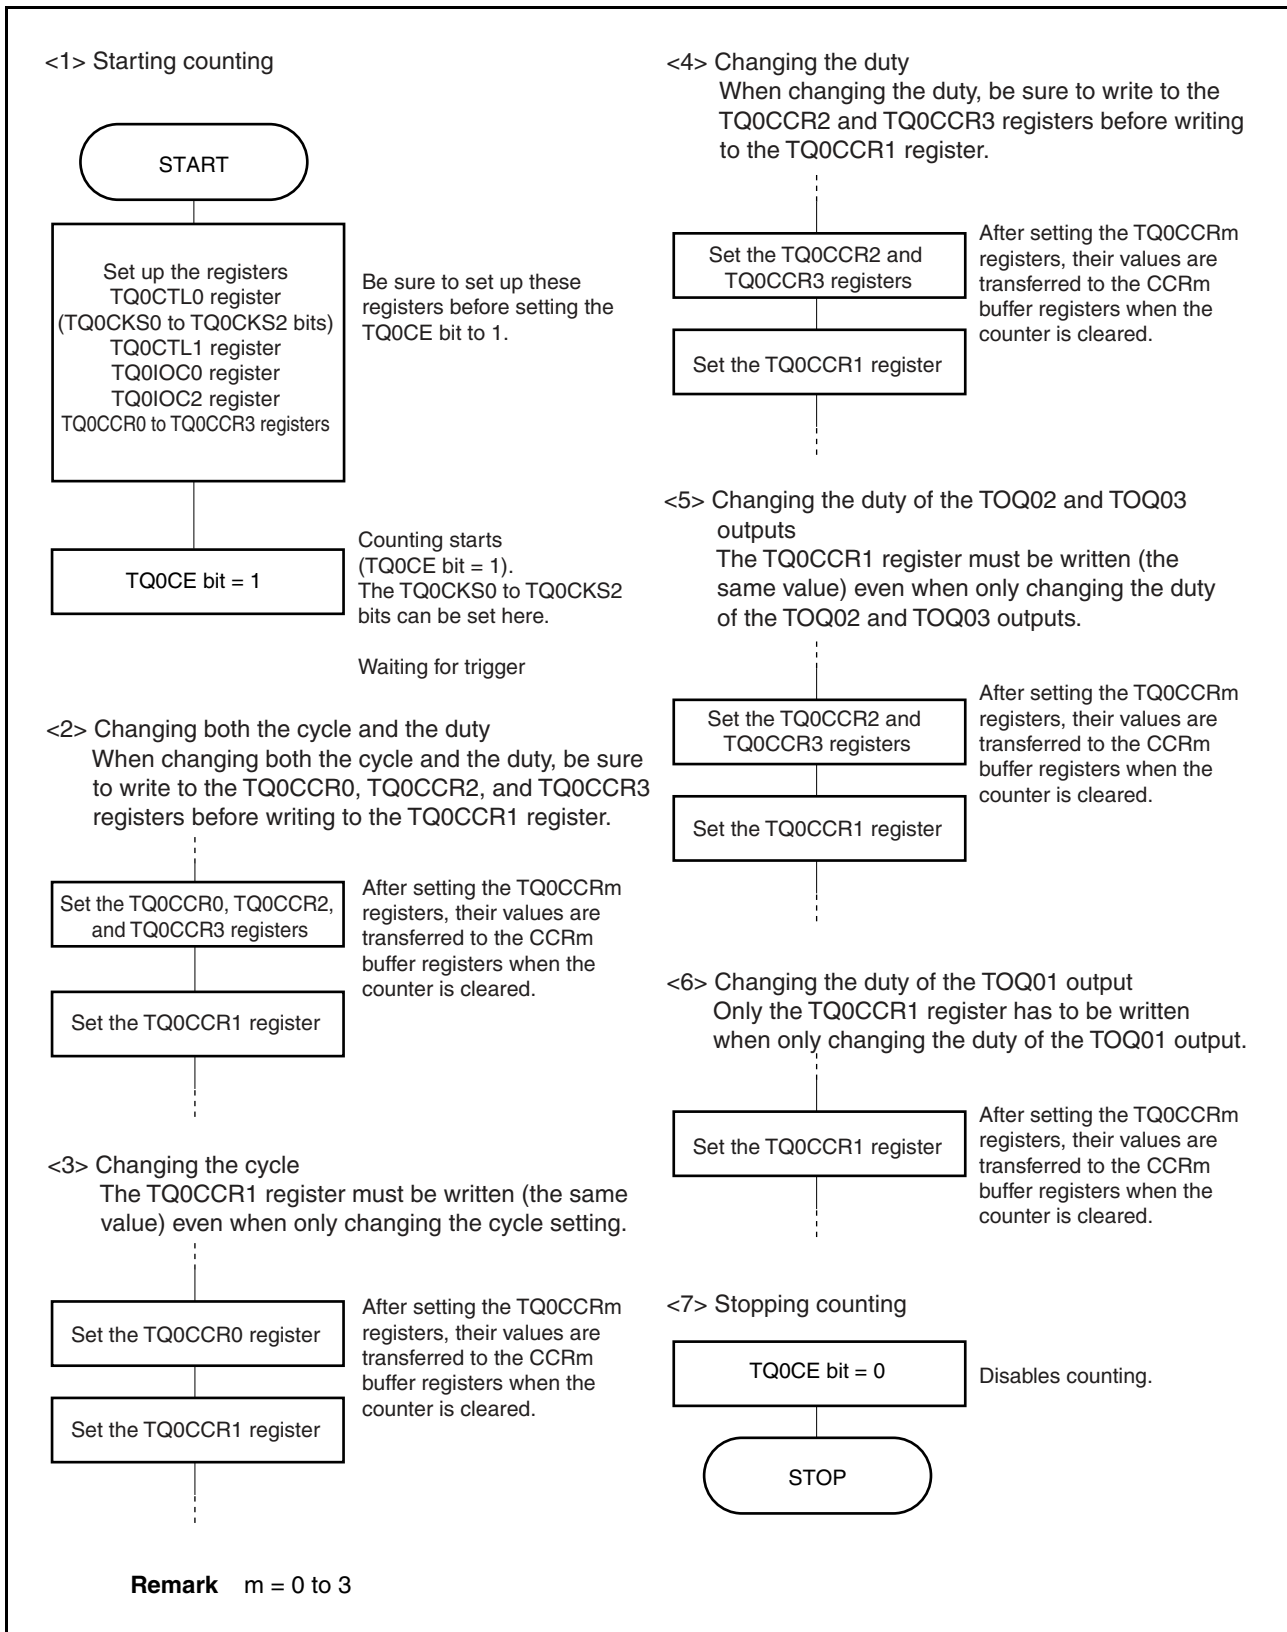 <1> Starting counting
START
Set up the registers
TQ0CTL0 register
(TQ0CKS0 to TQ0CKS2 bits)
TQ0CTL1 register
TQ0IOC0 register
TQ0IOC2 register
TQ0CCR0 to TQ0CCR3 registers
Be sure to set up these
registers before setting the
TQ0CE bit to 1.
TQ0CE bit = 1
Counting starts
(TQ0CE bit = 1).
The TQ0CKS0 to TQ0CKS2
bits can be set here.
Waiting for trigger
<2> Changing both the cycle and the duty
When changing both the cycle and the duty, be sure
to write to the TQ0CCR0, TQ0CCR2, and TQ0CCR3
registers before writing to the TQ0CCR1 register.
Set the TQ0CCR0, TQ0CCR2,
and TQ0CCR3 registers
After setting the TQ0CCRm
registers, their values are
transferred to the CCRm
buffer registers when the
counter is cleared.
Set the TQ0CCR1 register
<3> Changing the cycle
The TQ0CCR1 register must be written (the same
value) even when only changing the cycle setting.
Set the TQ0CCR0 register
After setting the TQ0CCRm
registers, their values are
transferred to the CCRm
buffer registers when the
counter is cleared.
Set the TQ0CCR1 register
<4> Changing the duty
When changing the duty, be sure to write to the
TQ0CCR2 and TQ0CCR3 registers before writing
to the TQ0CCR1 register.
Set the TQ0CCR2 and
TQ0CCR3 registers
After setting the TQ0CCRm
registers, their values are
transferred to the CCRm
buffer registers when the
counter is cleared.
Set the TQ0CCR1 register
<5> Changing the duty of the TOQ02 and TOQ03
outputs
The TQ0CCR1 register must be written (the
same value) even when only changing the duty
of the TOQ02 and TOQ03 outputs.
Set the TQ0CCR2 and
TQ0CCR3 registers
After setting the TQ0CCRm
registers, their values are
transferred to the CCRm
buffer registers when the
counter is cleared.
Set the TQ0CCR1 register
<6> Changing the duty of the TOQ01 output
Only the TQ0CCR1 register has to be written
when only changing the duty of the TOQ01 output.
Set the TQ0CCR1 register
After setting the TQ0CCRm
registers, their values are
transferred to the CCRm
buffer registers when the
counter is cleared.
<7> Stopping counting
TQ0CE bit = 0
Disables counting.
STOP
Remark m = 0 to 3